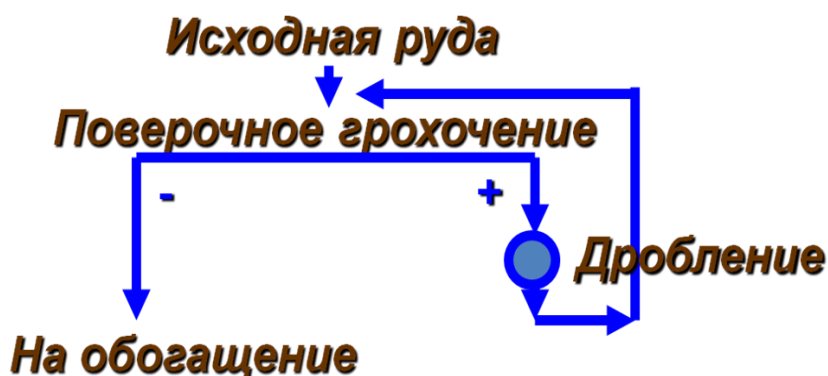 Исходная руда
Поверочное грохочение
- +
Дробление
На обогащение